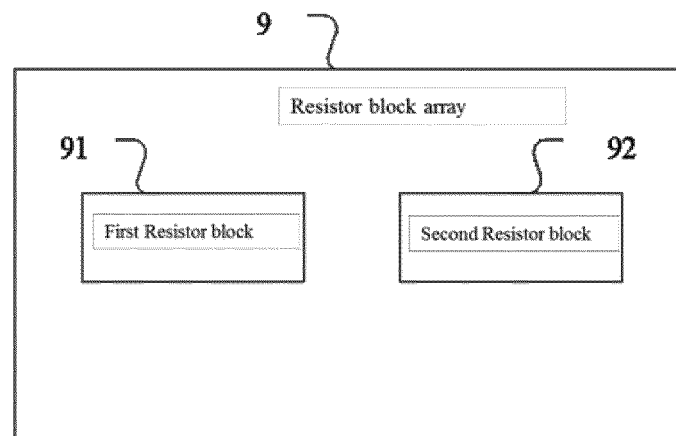 9
Resistor block array
91
92
First Resistor block
Second Resistor block